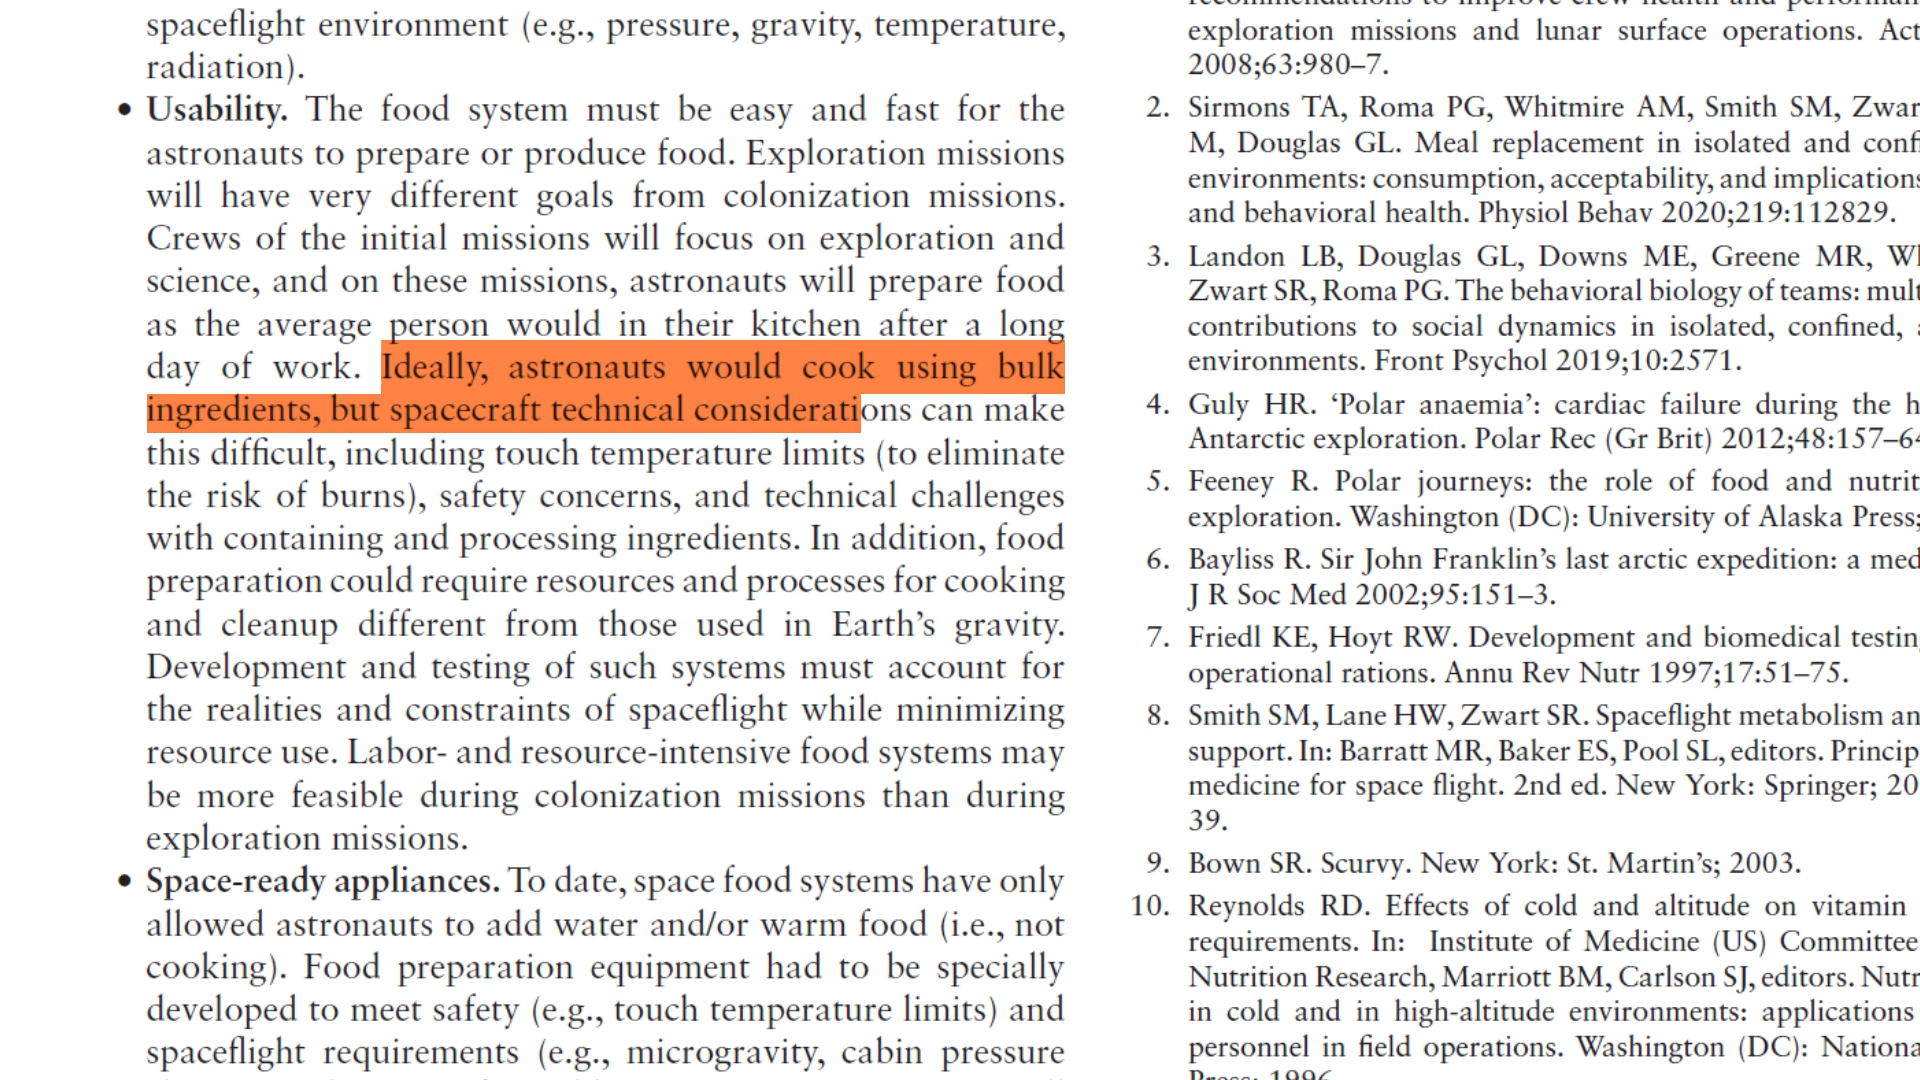 spaceflight environment (e.g., pressure, gravity, temperature,
radiation).
• Usability. The food system must be easy and fast for the
astronauts to prepare or produce food. Exploration missions
will have very different goals from colonization missions.
Crews of the initial missions will focus on exploration and
science, and on these missions, astronauts will prepare food
as the average person would in their kitchen after a long
day of work. Ideally, astronauts would cook using bulk
ingredients, but spacecraft technical considerations can make
this difficult, including touch temperature limits (to eliminate
the risk of burns), safety concerns, and technical challenges
with containing and processing ingredients. In addition, food
preparation could require resources and processes for cooking
and cleanup different from those used in Earth's gravity.
Development and testing of such systems must account for
the realities and constraints of spaceflight while minimizing
resource use. Labor- and resource-intensive food systems may
be more feasible during colonization missions than during
exploration missions.
• Space-ready appliances. To date, space food systems have only
allowed astronauts to add water and/or warm food (i.e., not
cooking). Food preparation equipment had to be specially
developed to meet safety (e.g., touch temperature limits) and
spaceflight requirements (e.g., microgravity, cabin pressure
recommendations to improve crew health and
exploration missions and lunar surface operations. Act
2008;63:980–7.
2. Sirmons TA, Roma PG, Whitmire AM, Smith SM, Zwar
M, Douglas GL. Meal replacement in isolated and conf
environments: consumption, acceptability, and implications
and behavioral health. Physiol Behav 2020;219:112829.
3. Landon LB, Douglas GL, Downs ME, Greene MR, Wh
Zwart SR, Roma PG. The behavioral biology of teams: mult
contributions to social dynamics in isolated, confined,
environments. Front Psychol 2019;10:2571.
4. Guly HR. 'Polar anaemia': cardiac failure during the h
Antarctic exploration. Polar Rec (Gr Brit) 2012;48:157–64
5. Feeney R. Polar journeys: the role of food and nutrit
exploration. Washington (DC): University of Alaska Press;
6. Bayliss R. Sir John Franklin's last arctic expedition: a med
J R Soc Med 2002;95:151–3.
7. Friedl KE, Hoyt RW. Development and biomedical testing
operational rations. Annu Rev Nutr 1997;17:51–75.
8. Smith SM, Lane HW, Zwart SR. Spaceflight metabolism an
support. In: Barratt MR, Baker ES, Pool SL, editors. Princip
medicine for space flight. 2nd ed. New York: Springer; 20
39.
9. Bown SR. Scurvy. New York: St. Martin's; 2003.
10. Reynolds RD. Effects of cold and altitude on vitamin
requirements. In: Institute of Medicine (US) Committee
Nutrition Research, Marriott BM, Carlson SJ, editors. Nutr
in cold and in high-altitude environments: applications
personnel in field operations. Washington (DC): Nationa
Press; 1996.